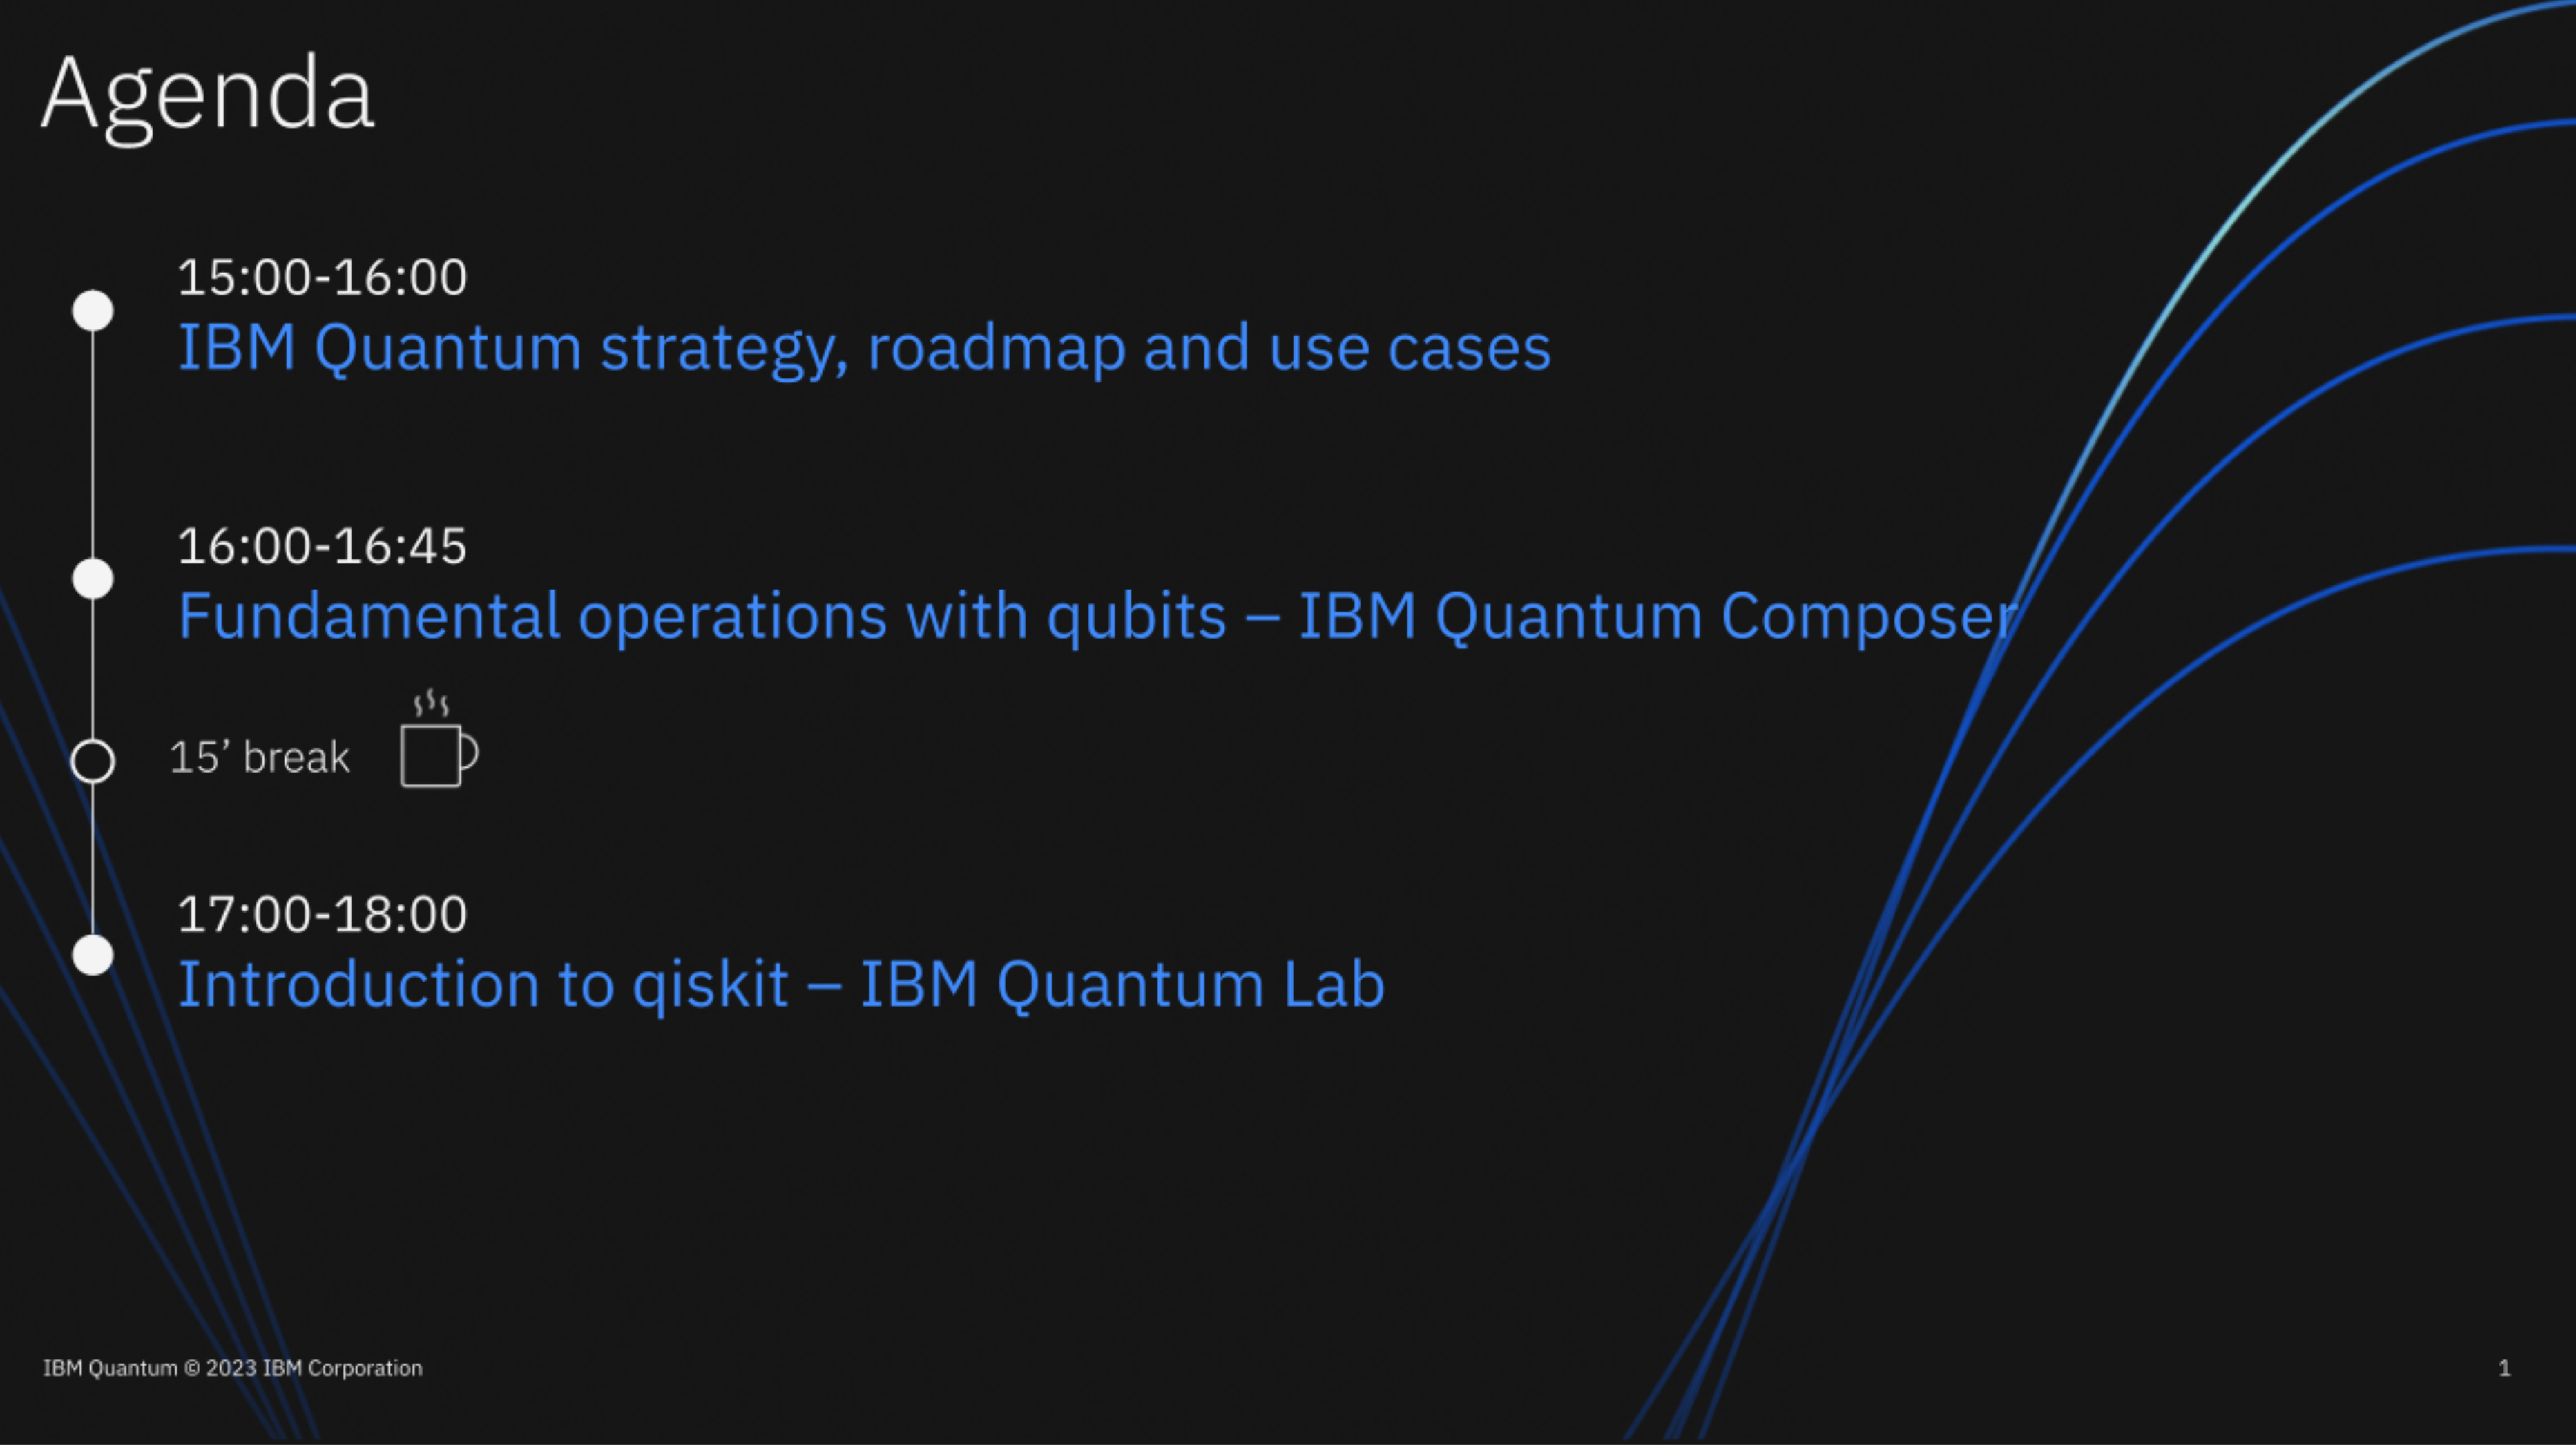 Agenda
15:00-16:00
IBM Quantum strategy, roadmap and use cases
16:00-16:45
Fundamental operations with qubits – IBM Quantum Composer
15’ break
17:00-18:00
Introduction to qiskit – IBM Quantum Lab
IBM Quantum © 2023 IBM Corporation
1